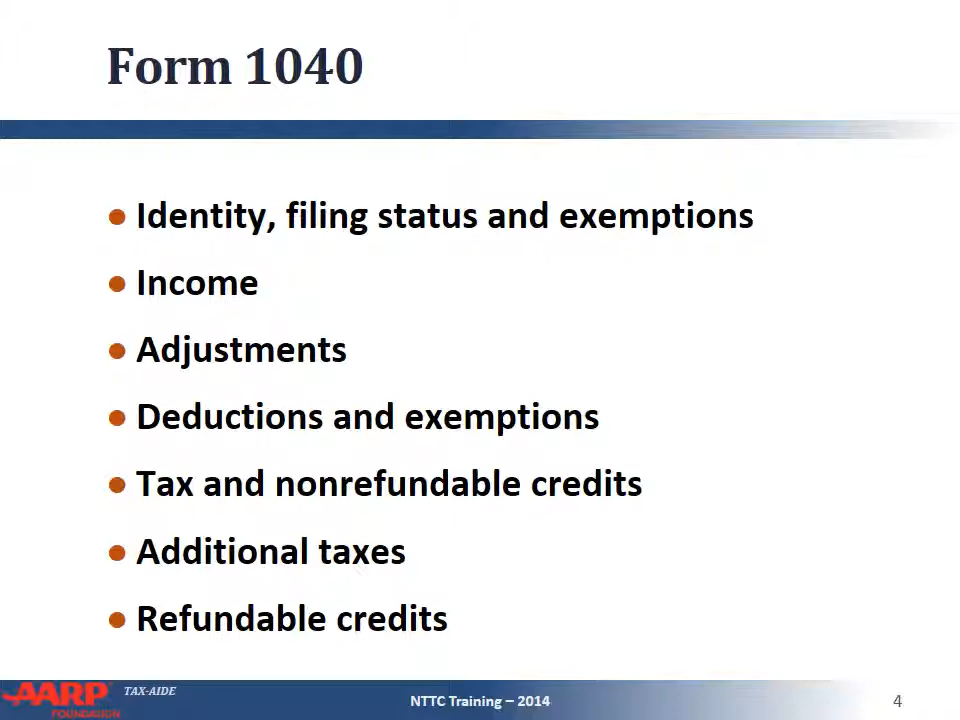 Form 1040
● Identity, filing status and exemptions
● Income
● Adjustments
● Deductions and exemptions
● Tax and nonrefundable credits
● Additional taxes
● Refundable credits
AARP TAX-AIDE
FOUNDATION
NTTC Training – 2014
4